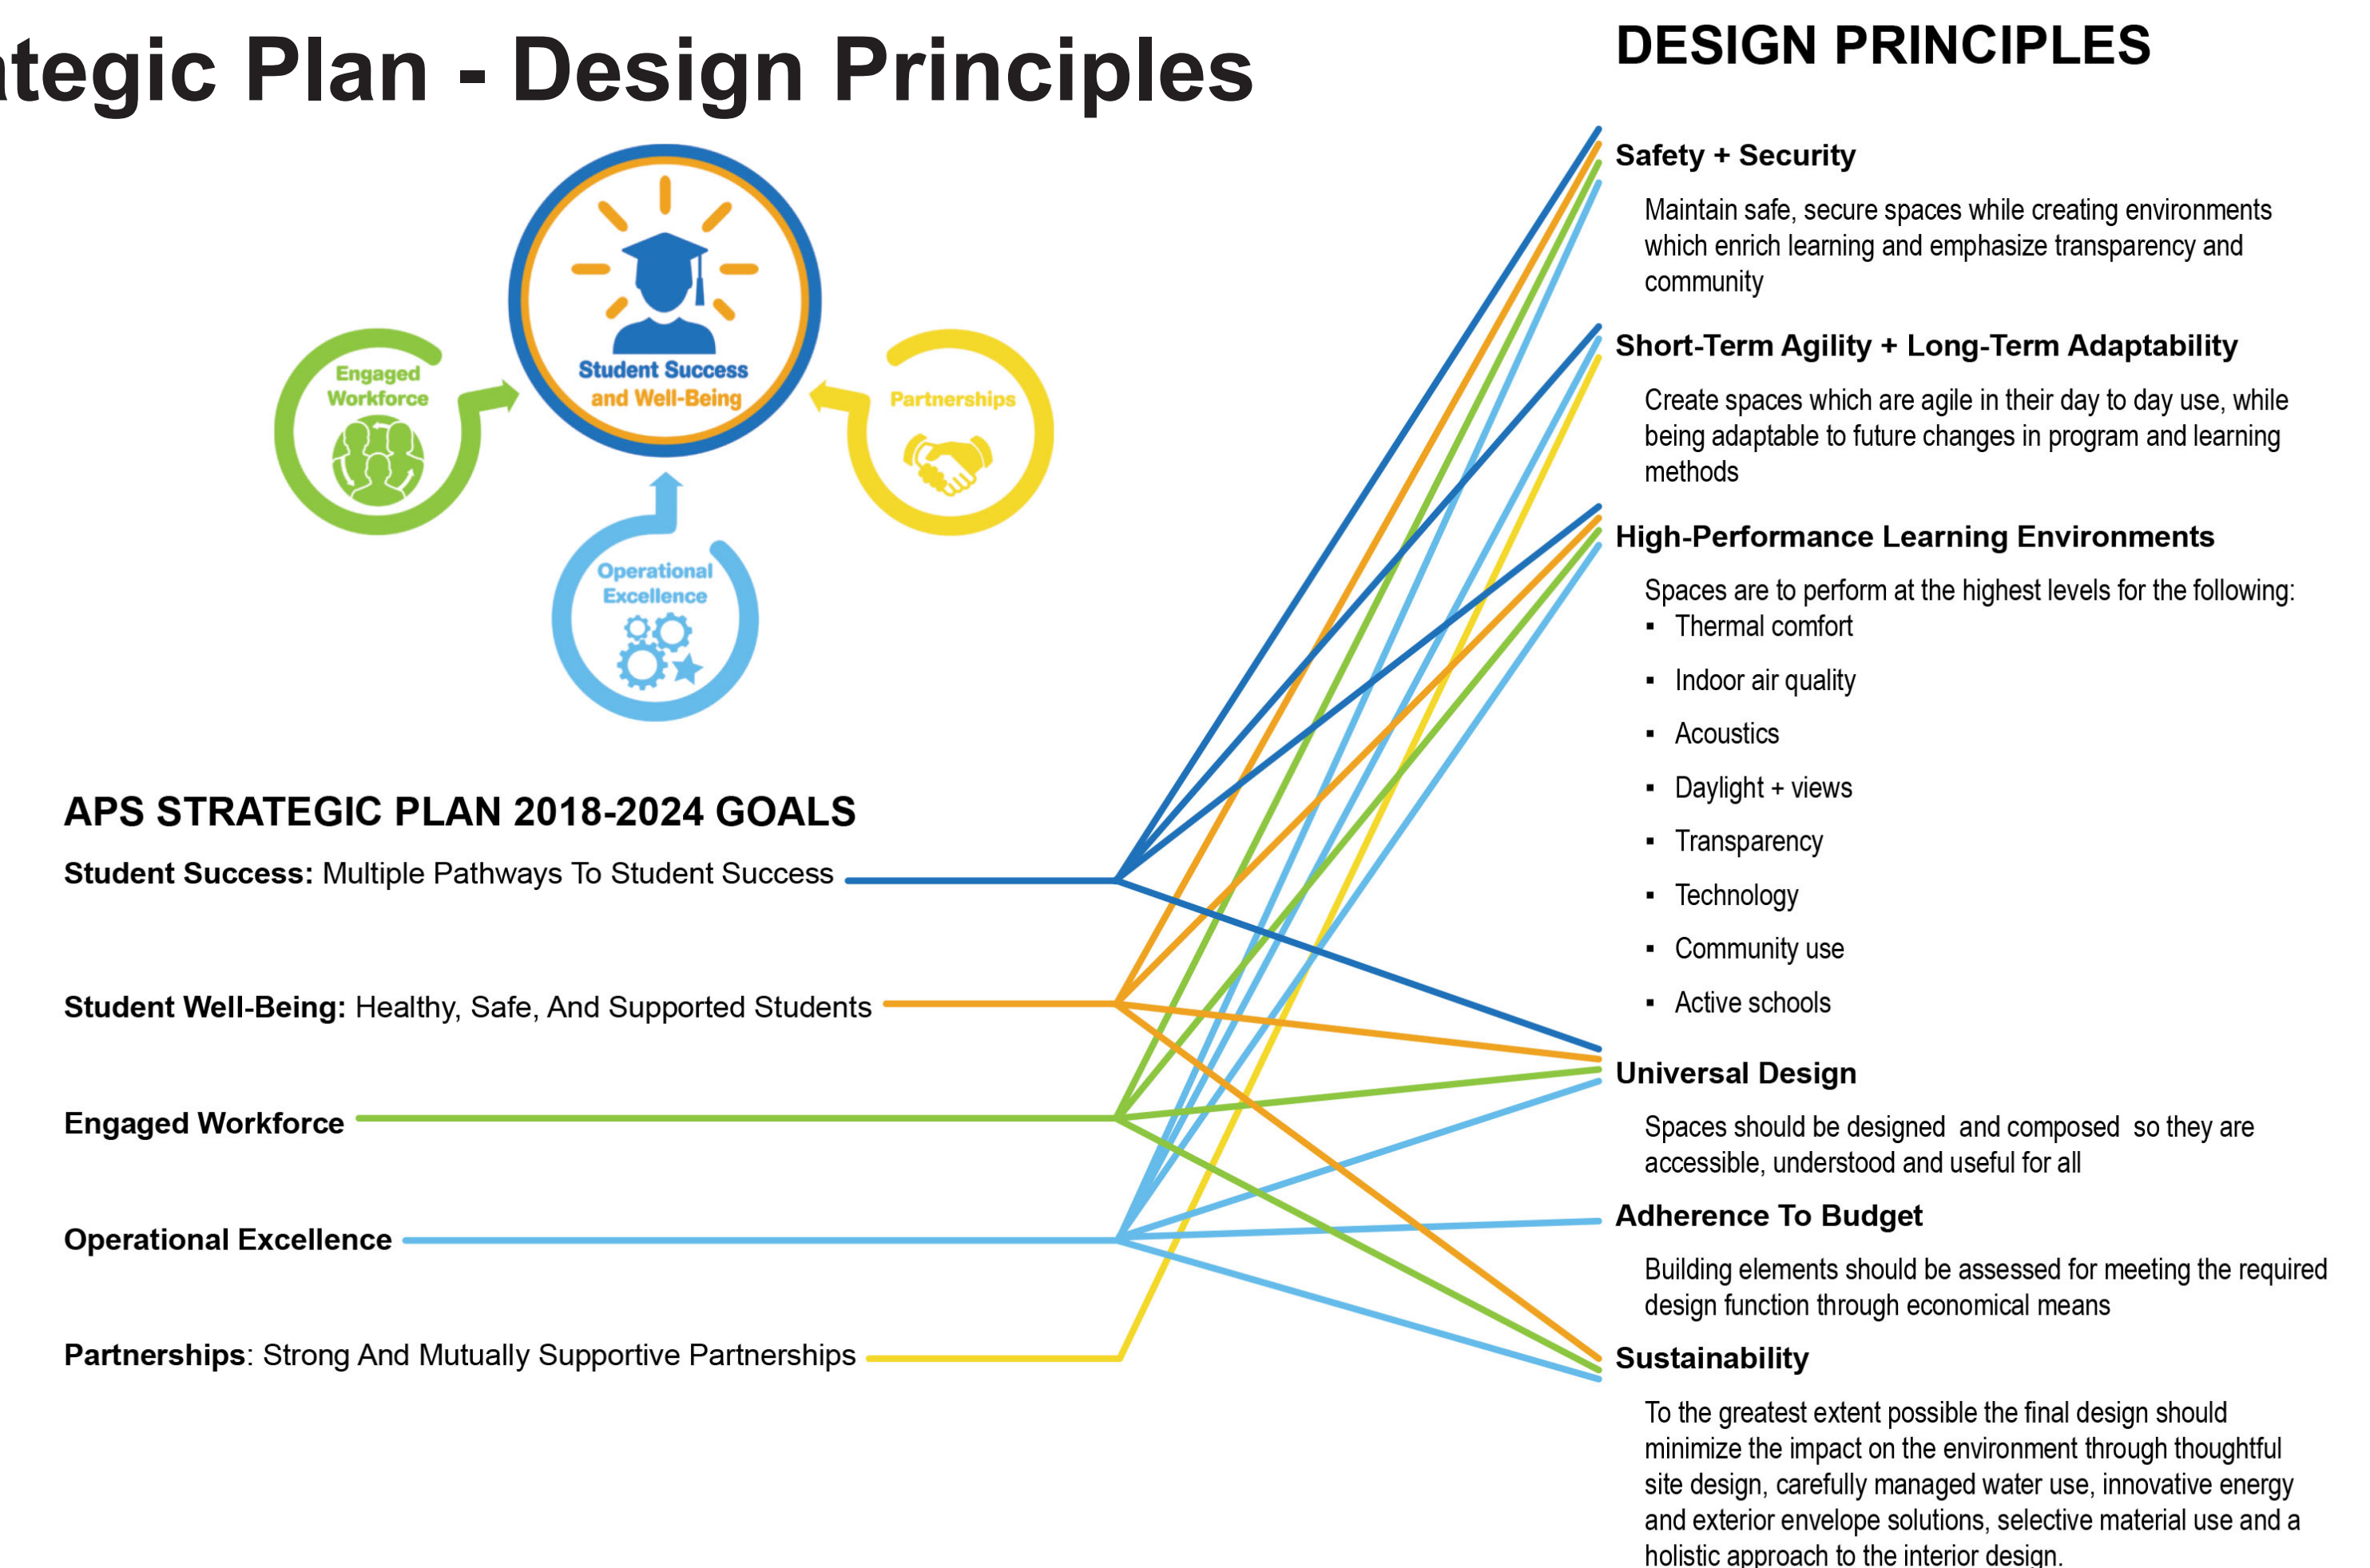 ategic Plan - Design Principles
Student Success
and Well-Being
Engaged
Workforce
Partnerships
Operational
Excellence
APS STRATEGIC PLAN 2018-2024 GOALS
Student Success: Multiple Pathways To Student Success
Student Well-Being: Healthy, Safe, And Supported Students
Engaged Workforce
Operational Excellence
Partnerships: Strong And Mutually Supportive Partnerships
DESIGN PRINCIPLES
Safety + Security
Maintain safe, secure spaces while creating environments
which enrich learning and emphasize transparency and
community
Short-Term Agility + Long-Term Adaptability
Create spaces which are agile in their day to day use, while
being adaptable to future changes in program and learning
methods
High-Performance Learning Environments
Spaces are to perform at the highest levels for the following:
▪ Thermal comfort
▪ Indoor air quality
▪ Acoustics
▪ Daylight + views
▪ Transparency
▪ Technology
▪ Community use
▪ Active schools
Universal Design
Spaces should be designed  and composed  so they are
accessible, understood and useful for all
Adherence To Budget
Building elements should be assessed for meeting the required
design function through economical means
Sustainability
To the greatest extent possible the final design should
minimize the impact on the environment through thoughtful
site design, carefully managed water use, innovative energy
and exterior envelope solutions, selective material use and a
holistic approach to the interior design.